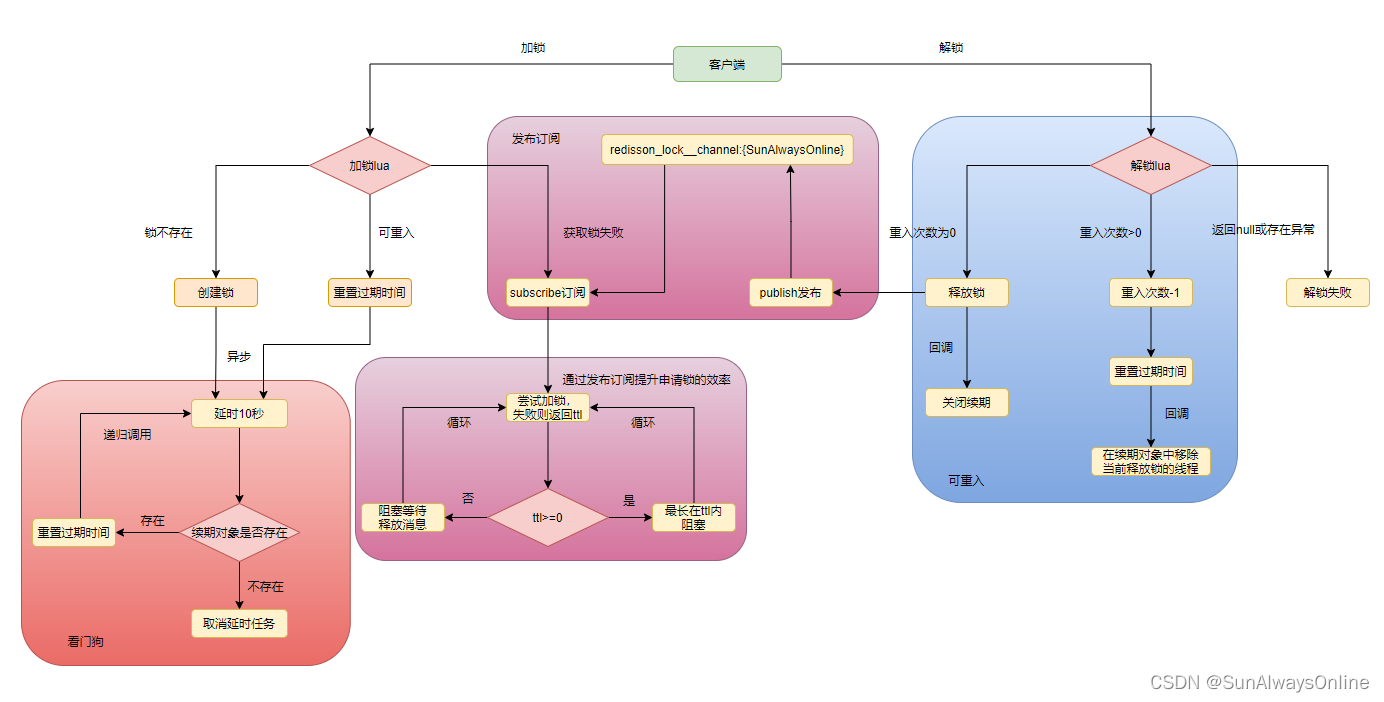 加锁
解锁
客户端
发布订阅
redisson_lock__channel:{SunAlwaysOnline}
加锁lua
解锁lua
锁不存在
可重入
获取锁失败
重入次数为0
重入次数>0
返回null或存在异常
创建锁
重置过期时间
subscribe订阅
publish发布
释放锁
重入次数-1
解锁失败
异步
回调
通过发布订阅提升申请锁的效率
重置过期时间
延时10秒
尝试加锁，
失败则返回ttl
关闭续期
回调
递归调用
循环
循环
在续期对象中移除
当前释放锁的线程
可重入
否
是
阻塞等待
释放消息
ttl>=0
最长在ttl内
阻塞
重置过期时间
存在
续期对象是否存在
不存在
取消延时任务
看门狗
CSDN @SunAlwaysOnline